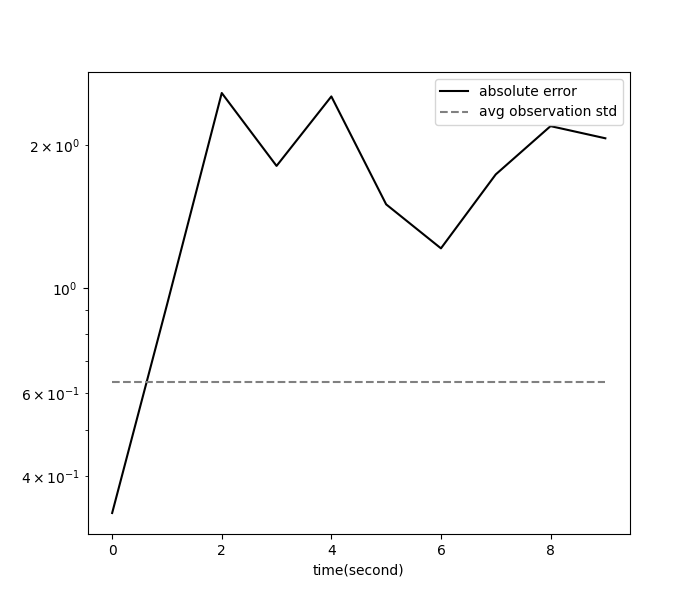 absolute error
avg observation std
2 × 10⁰
10⁰
6 × 10⁻¹
4 × 10⁻¹
0 2 4 6 8
time(second)